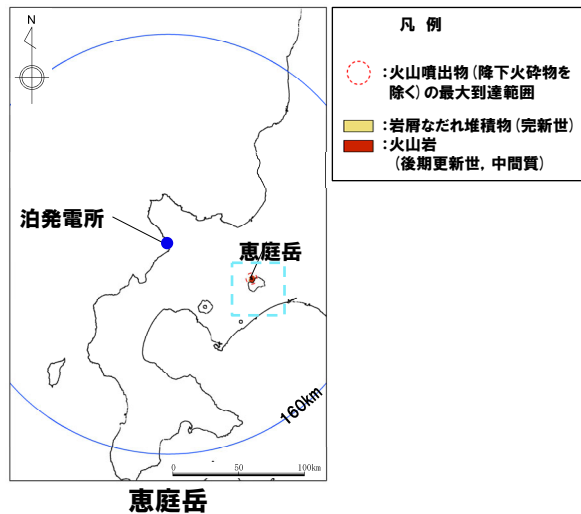 N
泊発電所
恵庭岳
160km
0 50 100km
恵庭岳
凡 例
：火山噴出物（降下火砕物を
除く）の最大到達範囲
：岩屑なだれ堆積物（完新世）
：火山岩
（後期更新世，中間質）